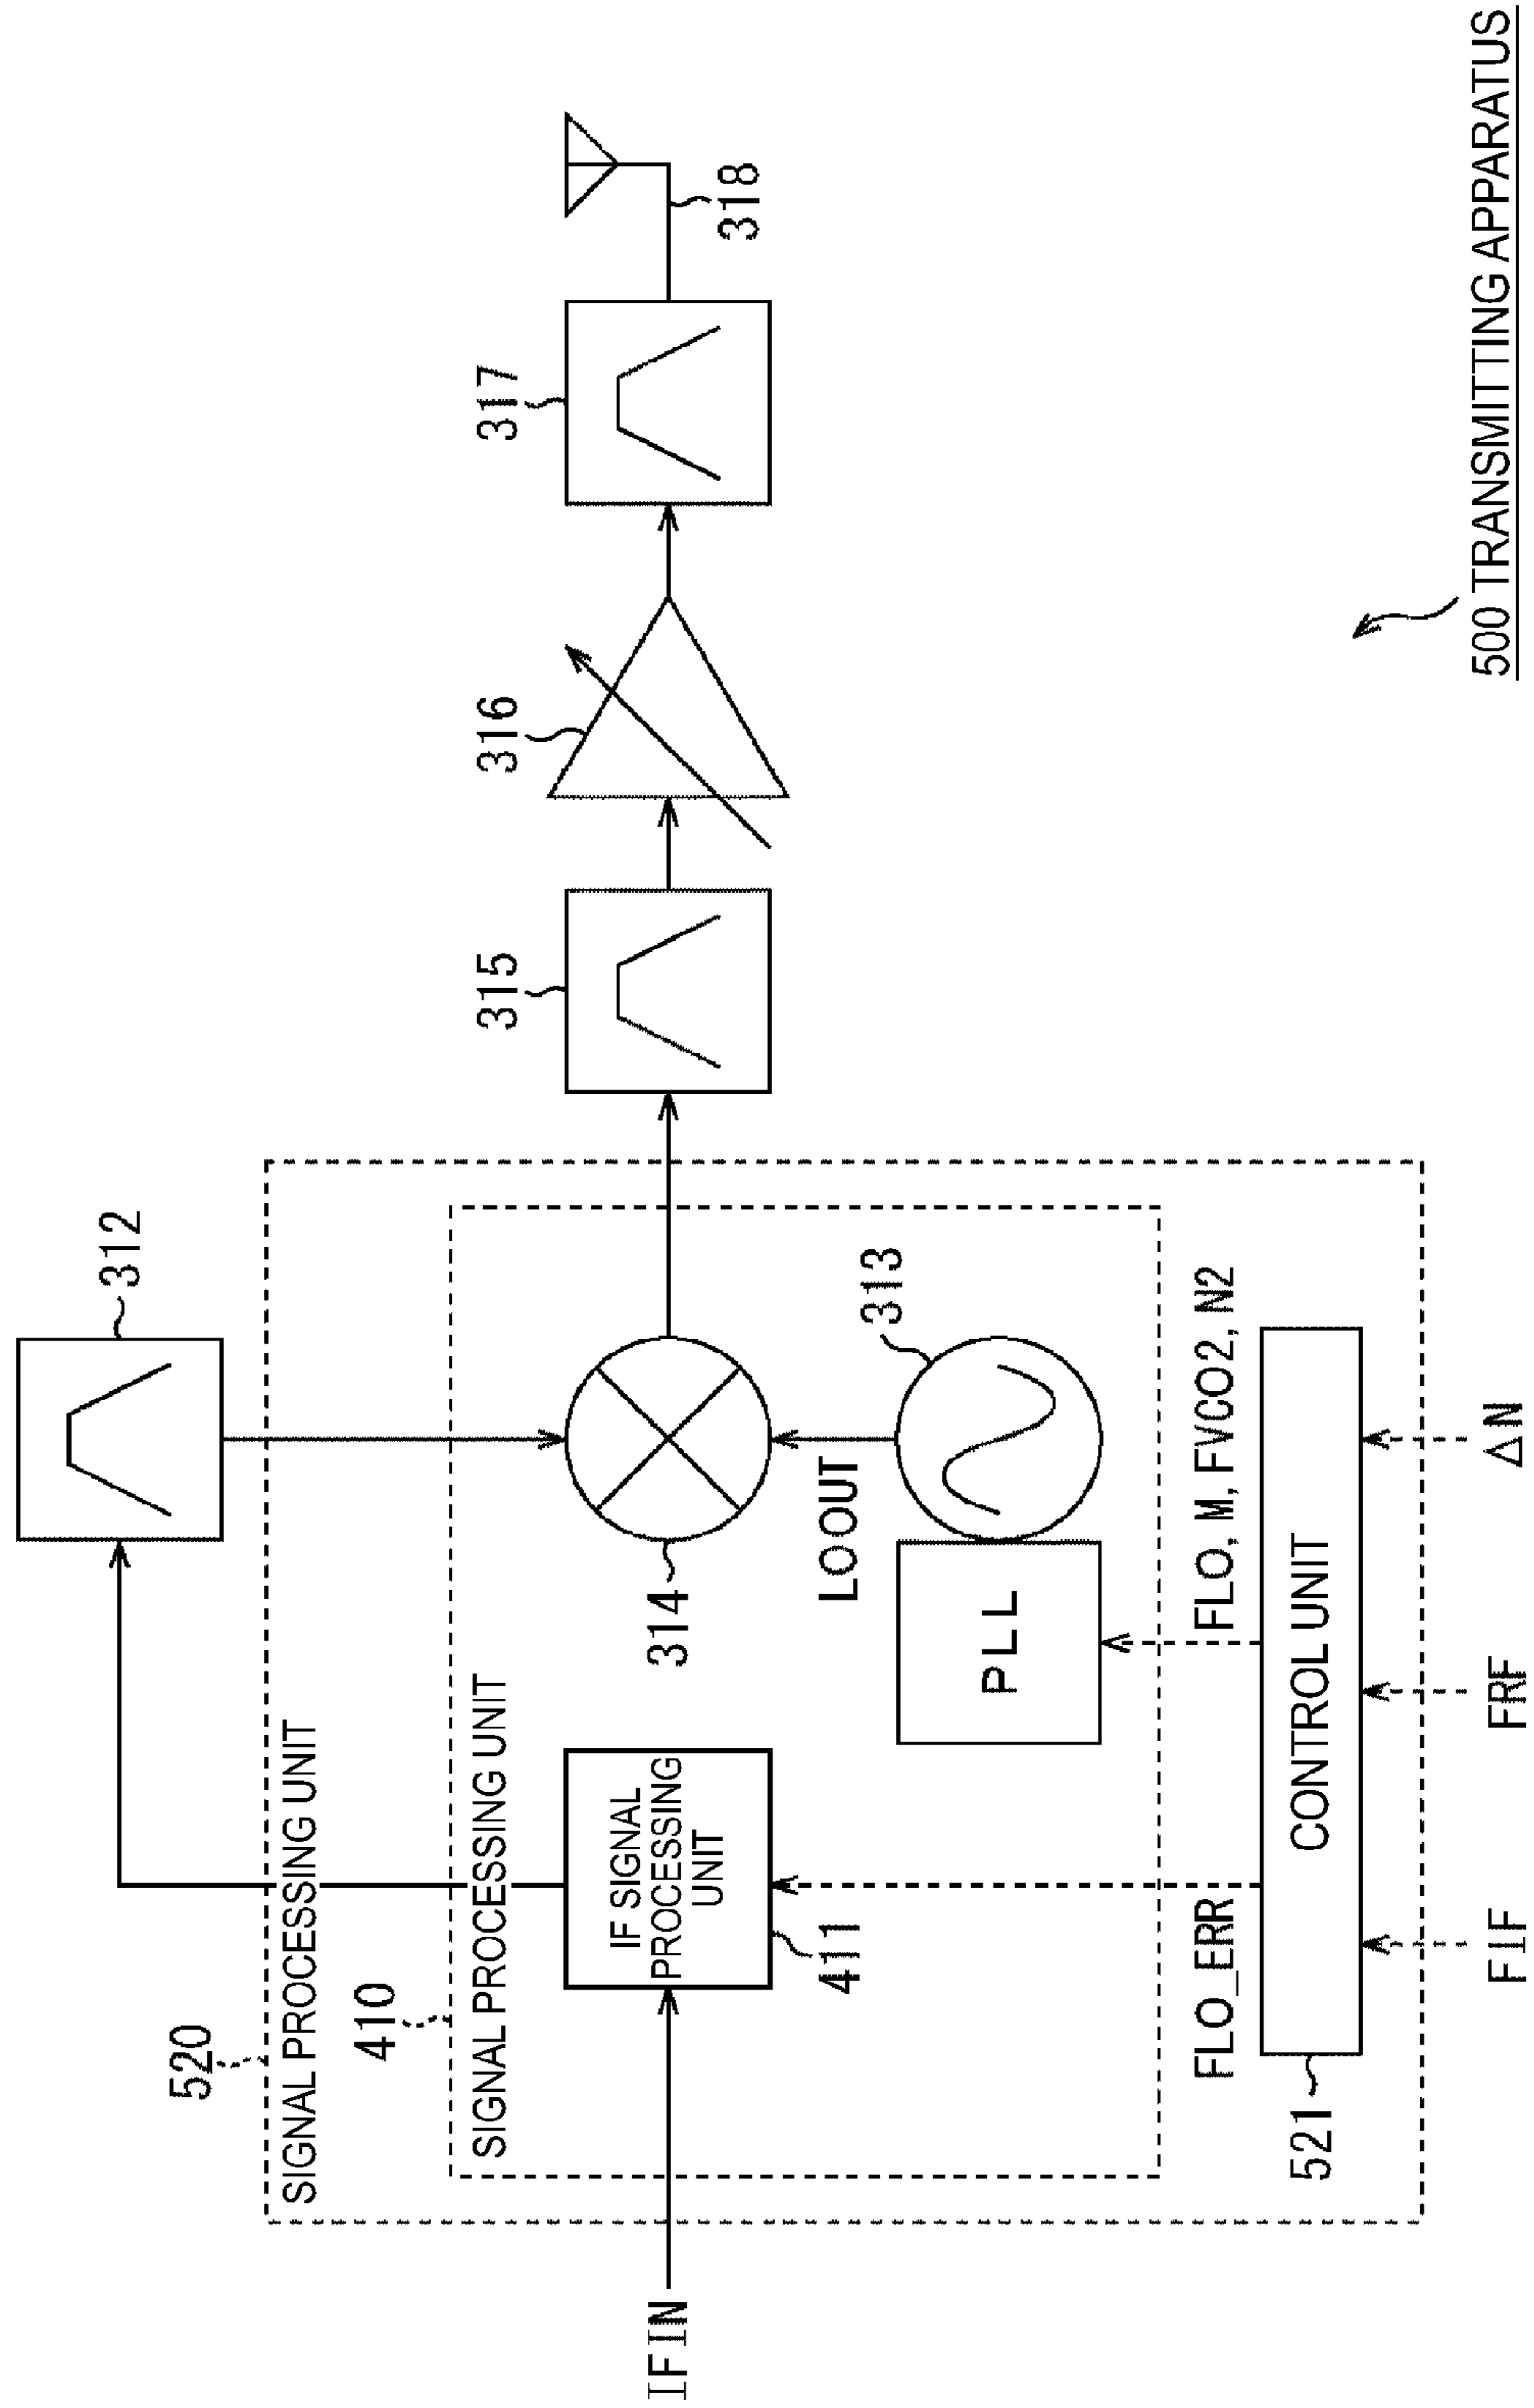 312
520
SIGNAL PROCESSING UNIT
410
SIGNAL PROCESSING UNIT
IFIN
IF SIGNAL
PROCESSING
UNIT
411
314
LOOUT
PLL
313
315
316
317
318
FLO_ERR
FLO, M, FVCO2, N2
521
CONTROL UNIT
FIF
FRF
ΔN
500 TRANSMITTING APPARATUS